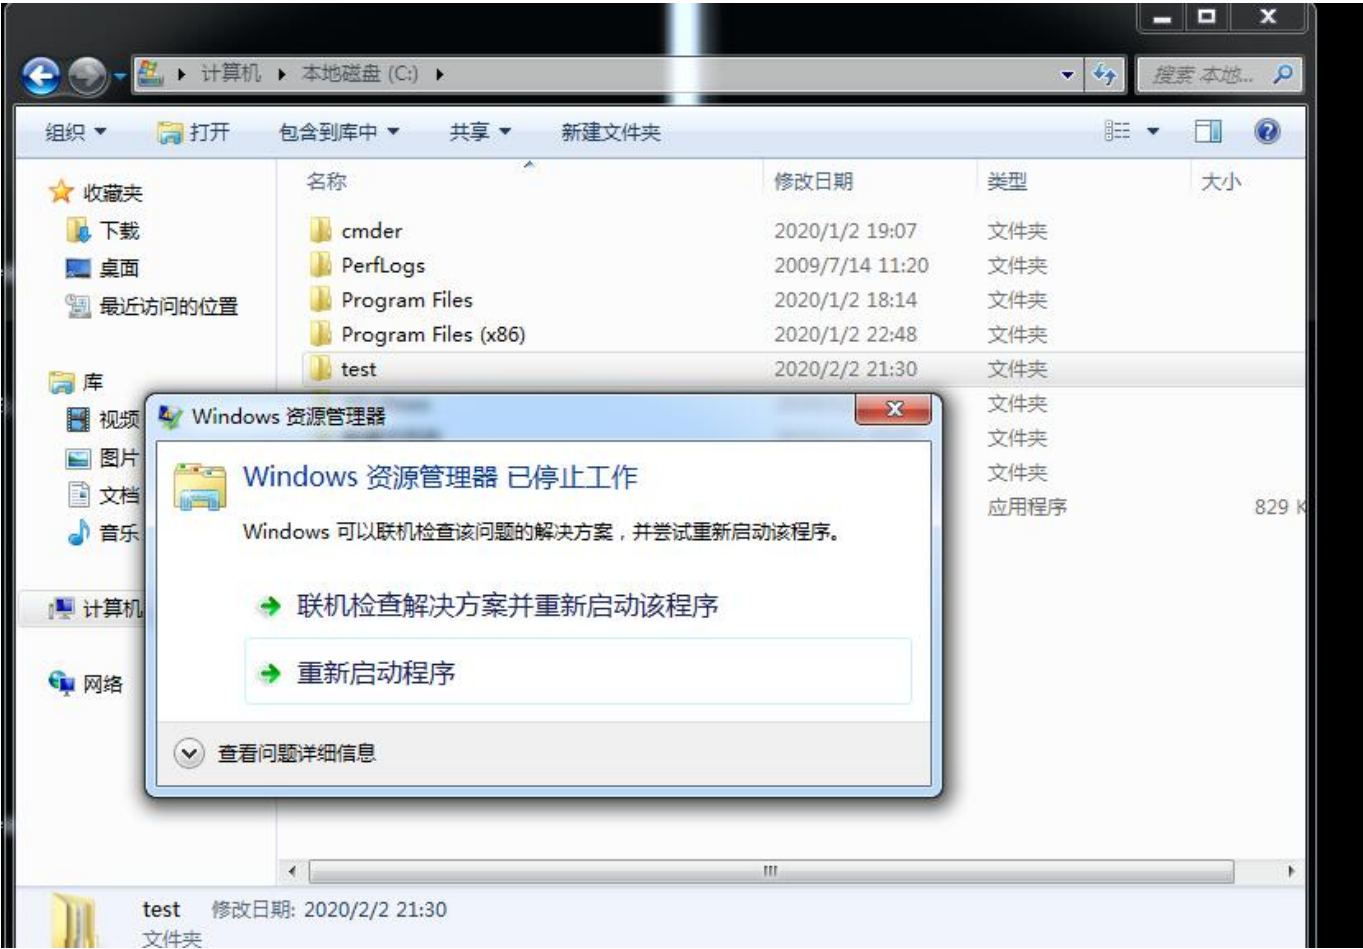 计算机 本地磁盘 (C:) 搜索 本地...
组织 打开 包含到库中 共享 新建文件夹
名称 修改日期 类型 大小
收藏夹
下载
桌面
最近访问的位置
库
视频
图片
文档
音乐
计算机
网络
cmder 2020/1/2 19:07 文件夹
PerfLogs 2009/7/14 11:20 文件夹
Program Files 2020/1/2 18:14 文件夹
Program Files (x86) 2020/1/2 22:48 文件夹
test 2020/2/2 21:30 文件夹
文件夹
文件夹
文件夹
应用程序 829 K
Windows 资源管理器
Windows 资源管理器 已停止工作
Windows 可以联机检查该问题的解决方案，并尝试重新启动该程序。
联机检查解决方案并重新启动该程序
重新启动程序
查看问题详细信息
test 修改日期: 2020/2/2 21:30
文件夹